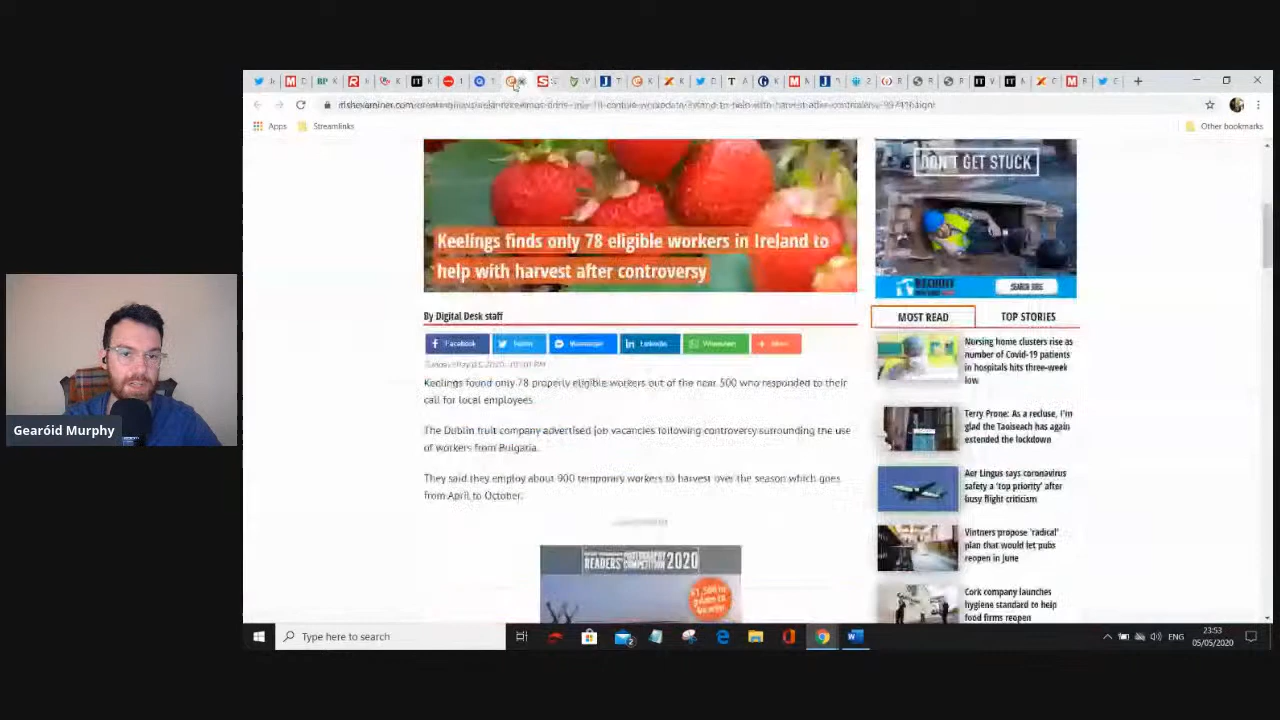 Apps
Streamlinks
Other bookmarks
DON'T GET STUCK
SEARCH JOBS
Keelings finds only 78 eligible workers in Ireland to
help with harvest after controversy
By Digital Desk staff
Facebook
Twitter
Messenger
LinkedIn
WhatsApp
MOST READ
TOP STORIES
Keelings found only 78 properly eligible workers out of the near 500 who responded to their
call for local employees.
The Dublin fruit company advertised job vacancies following controversy surrounding the use
of workers from Bulgaria.
They said they employ about 900 temporary workers to harvest over the season which goes
from April to October.
READERS' PHOTOGRAPHY
COMPETITION 2020
Nursing home clusters rise as
number of Covid-19 patients
in hospitals hits three-week
low
Terry Prone: As a recluse, I'm
glad the Taoiseach has again
extended the lockdown
Aer Lingus says coronavirus
safety a 'top priority' after
busy flight criticism
Vintners propose 'radical'
plan that would let pubs
reopen in June
Cork company launches
hygiene standard to help
food firms reopen
Gearóid Murphy
Type here to search
ENG
23:53
05/05/2020